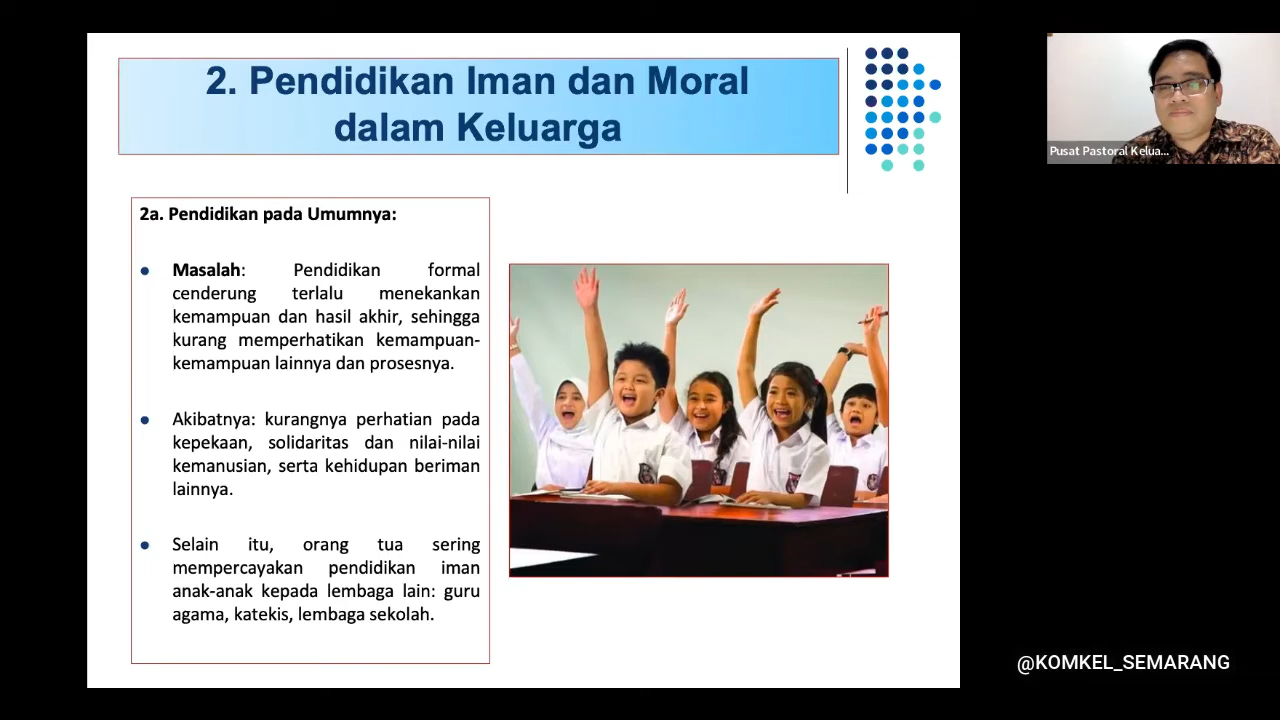 2. Pendidikan Iman dan Moral
dalam Keluarga
2a. Pendidikan pada Umumnya:
● Masalah: Pendidikan formal
cenderung terlalu menekankan
kemampuan dan hasil akhir, sehingga
kurang memperhatikan kemampuan-
kemampuan lainnya dan prosesnya.
● Akibatnya: kurangnya perhatian pada
kepekaan, solidaritas dan nilai-nilai
kemanusian, serta kehidupan beriman
lainnya.
● Selain itu, orang tua sering
mempercayakan pendidikan iman
anak-anak kepada lembaga lain: guru
agama, katekis, lembaga sekolah.
Pusat Pastoral Kelua...
@KOMKEL_SEMARANG